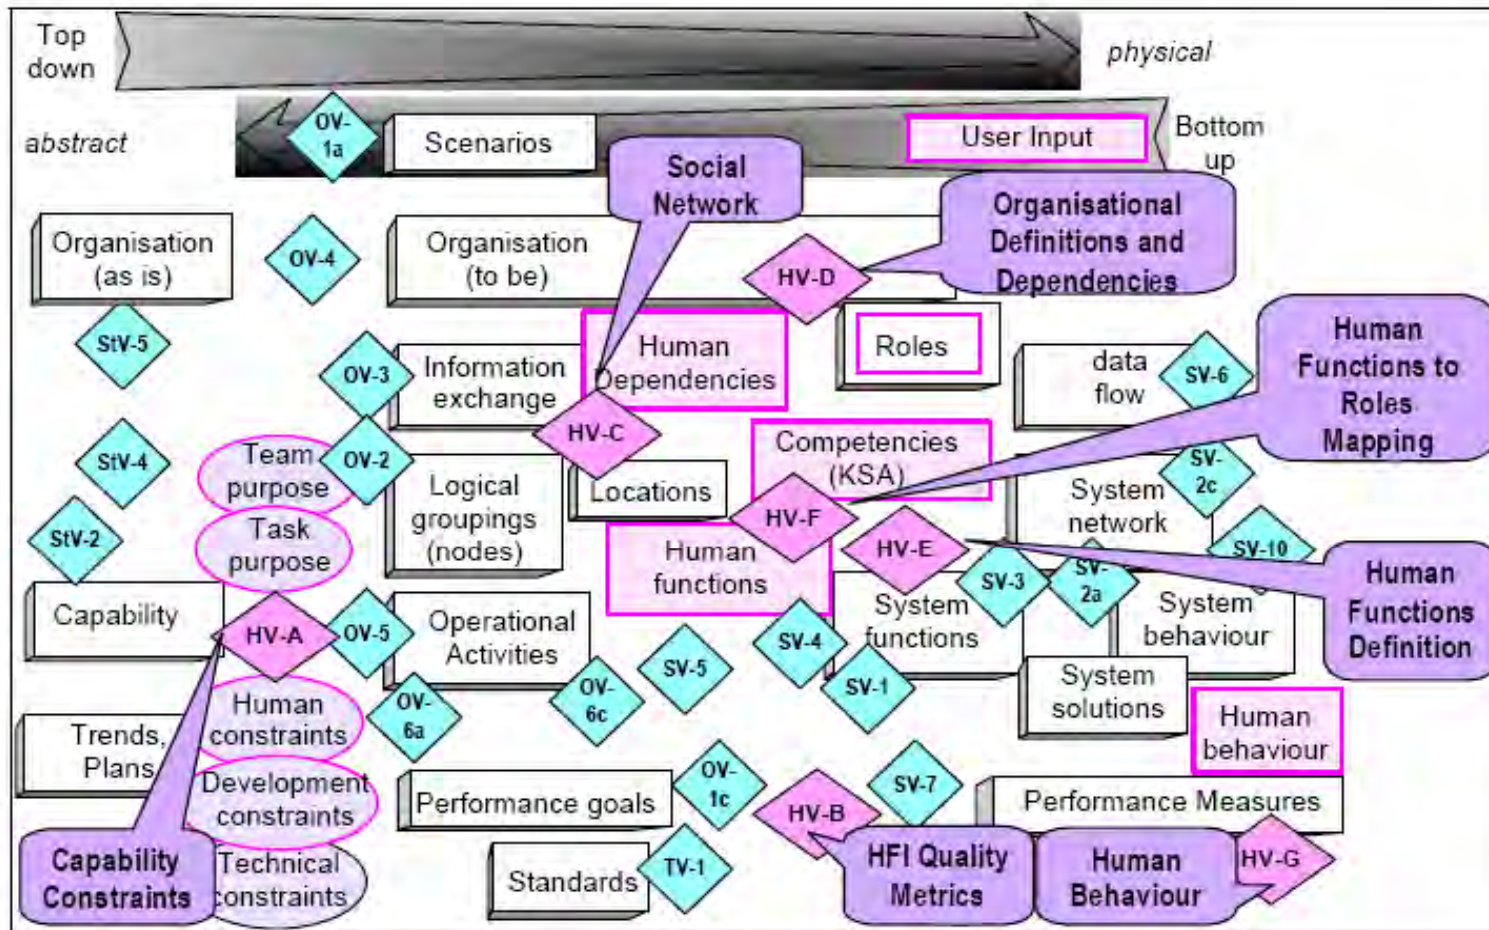 Top
down
physical
abstract
OV-
1a
Scenarios
User Input
Bottom
up
Social
Network
Organisational
Definitions and
Dependencies
Organisation
(as is)
OV-4
Organisation
(to be)
HV-D
StV-5
OV-3
Information
exchange
Human
Dependencies
Roles
data
flow
SV-6
Human
Functions to
Roles
Mapping
HV-C
StV-4
Team
purpose
OV-2
Logical
groupings
(nodes)
Locations
Competencies
(KSA)
System
network
SV-
2c
StV-2
Task
purpose
HV-F
Human
functions
HV-E
SV-3
SV-
2a
SV-10
Human
Functions
Definition
Capability
HV-A
OV-5
Operational
Activities
SV-5
SV-4
System
functions
System
behaviour
SV-1
System
solutions
Human
constraints
OV-
6a
OV-
6c
Trends,
Plans
Human
behaviour
Development
constraints
Performance goals
OV-
1c
HV-B
SV-7
Performance Measures
Capability
Constraints
Technical
constraints
Standards
TV-1
HFI Quality
Metrics
Human
Behaviour
HV-G